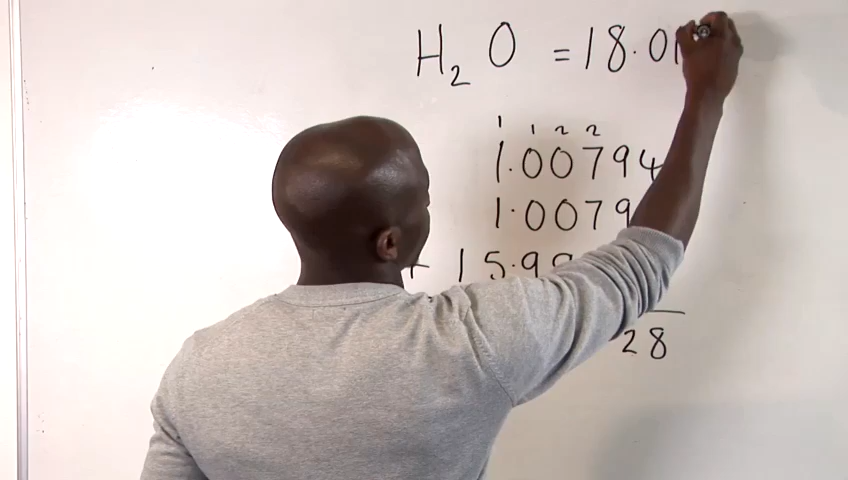 H₂O = 18.01
1 1 2 2
1.00794
1.0079
+ 15.99
28